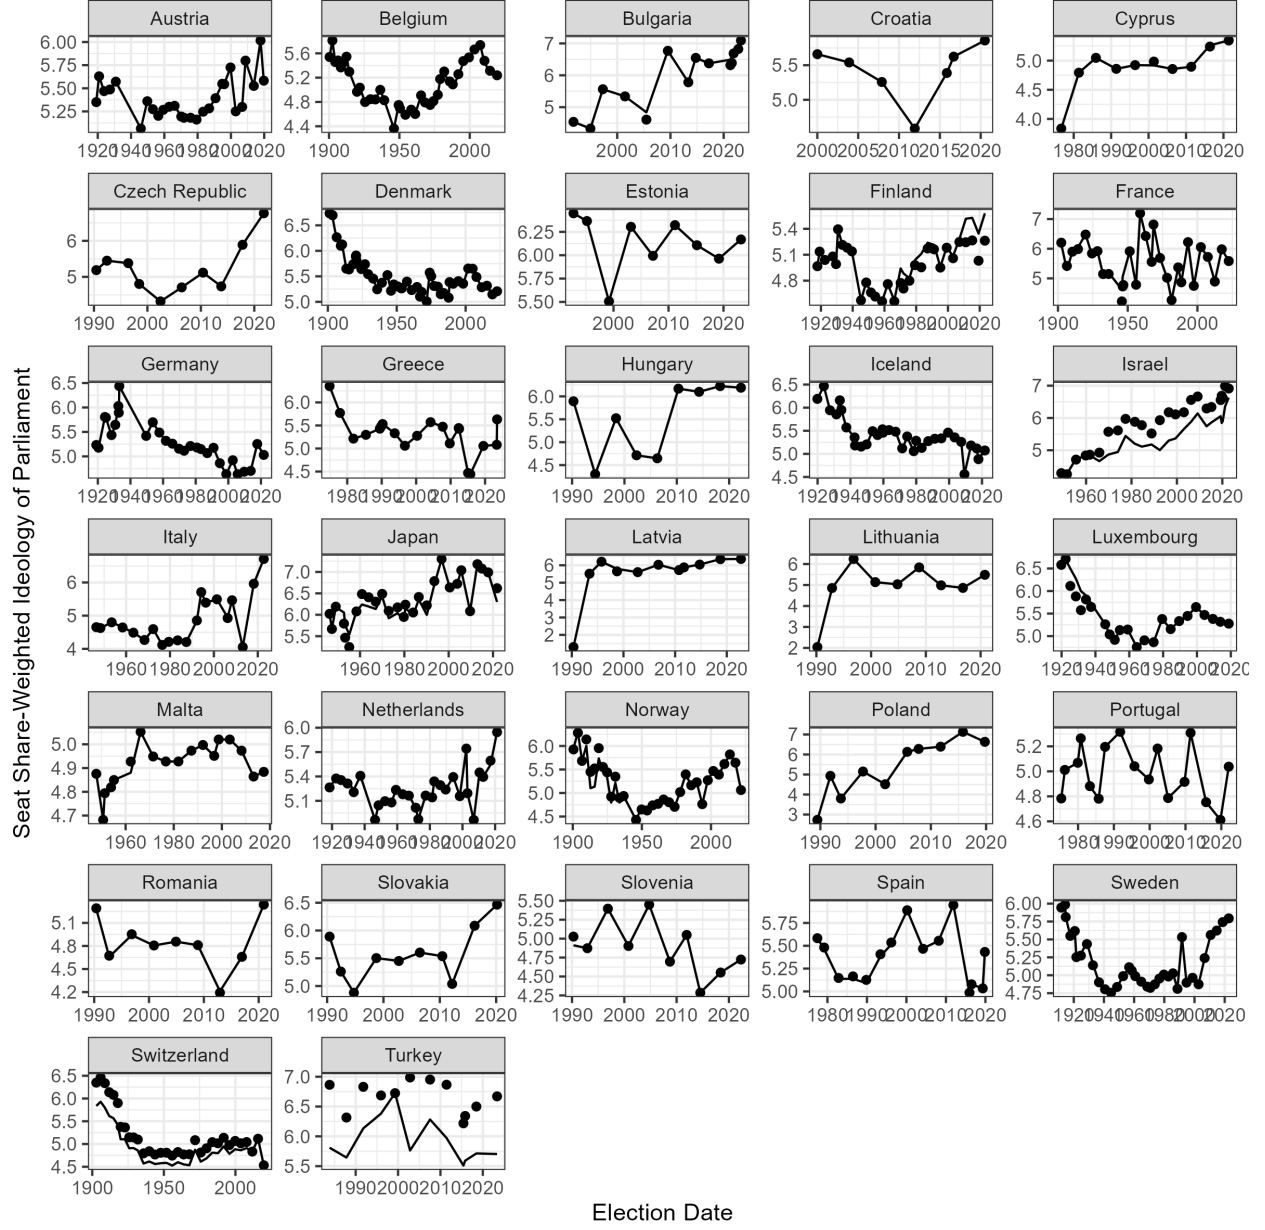 Seat Share-Weighted Ideology of Parliament
Austria
6.00
5.75
5.50
5.25
1920 1940 1960 1980 2000 2020
Belgium
5.6
5.2
4.8
4.4
1900 1950 2000
Bulgaria
7
6
5
2000 2010 2020
Croatia
5.5
5.0
2000 2005 2010 2015 2020
Cyprus
5.0
4.5
4.0
1980 1990 2000 2010 2020
Czech Republic
6
5
1990 2000 2010 2020
Denmark
6.5
6.0
5.5
5.0
1900 1950 2000
Estonia
6.25
6.00
5.75
5.50
2000 2010 2020
Finland
5.4
5.1
4.8
1920 1940 1960 1980 2000 2020
France
7
6
5
1900 1950 2000
Germany
6.5
6.0
5.5
5.0
1920 1940 1960 1980 2000 2020
Greece
6.0
5.5
5.0
4.5
1980 1990 2000 2010 2020
Hungary
6.0
5.5
5.0
4.5
1990 2000 2010 2020
Iceland
6.5
6.0
5.5
5.0
4.5
1920 1940 1960 1980 2000 2020
Israel
7
6
5
1960 1980 2000 2020
Italy
6
5
4
1960 1980 2000 2020
Japan
7.0
6.5
6.0
5.5
1960 1980 2000 2020
Latvia
6
5
4
3
2
1990 2000 2010 2020
Lithuania
6
5
4
3
2
1990 2000 2010 2020
Luxembourg
6.5
6.0
5.5
5.0
1920 1940 1960 1980 2000 2020
Malta
5.0
4.9
4.8
4.7
1960 1980 2000 2020
Netherlands
6.0
5.7
5.4
5.1
1920 1940 1960 1980 2000 2020
Norway
6.0
5.5
5.0
4.5
1900 1950 2000
Poland
7
6
5
4
3
1990 2000 2010 2020
Portugal
5.2
5.0
4.8
4.6
1980 1990 2000 2010 2020
Romania
5.1
4.8
4.5
4.2
1990 2000 2010 2020
Slovakia
6.5
6.0
5.5
5.0
1990 2000 2010 2020
Slovenia
5.50
5.25
5.00
4.75
4.50
4.25
1990 2000 2010 2020
Spain
5.75
5.50
5.25
5.00
1980 1990 2000 2010 2020
Sweden
6.00
5.75
5.50
5.25
5.00
4.75
1920 1940 1960 1980 2000 2020
Switzerland
6.5
6.0
5.5
5.0
4.5
1900 1950 2000
Turkey
7.0
6.5
6.0
5.5
1990 2000 2010 2020
Election Date